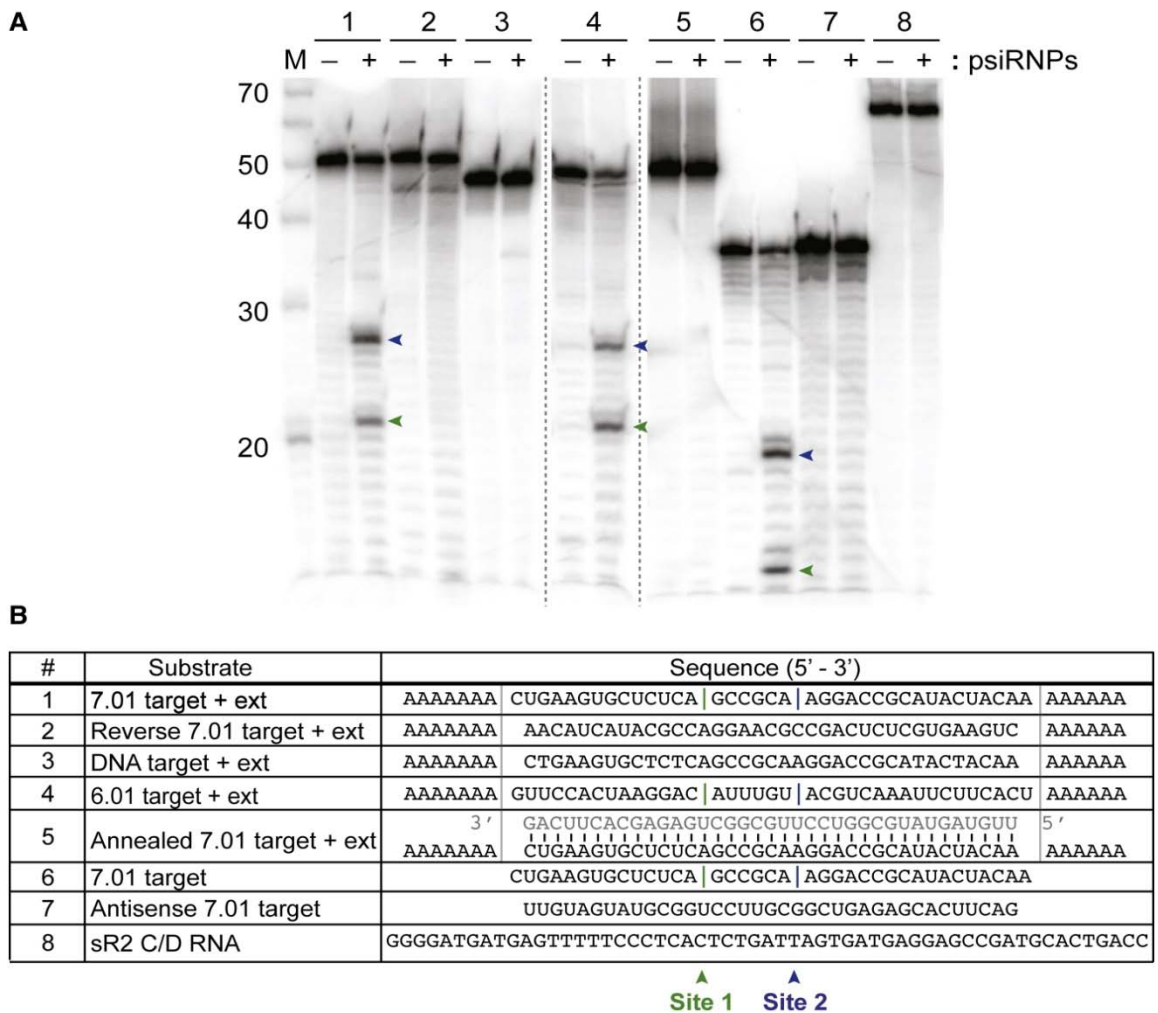 A
1 2 3 4 5 6 7 8
M – + – + – + – + – + – + – + – + : psiRNPs
70
50
40
30
20
B
# Substrate Sequence (5' - 3')
1 7.01 target + ext AAAAAAA CUGAAGUGCUCUCA GCCGCA AGGACCGCAUACUACAA AAAAAA
2 Reverse 7.01 target + ext AAAAAAA AACAUCAUACGCCAGGAACGCCGACUCUCGUGAAGUC AAAAAA
3 DNA target + ext AAAAAAA CTGAAGUGCTCTCAGCCGCAAGGACCGCATACTACAA AAAAAA
4 6.01 target + ext AAAAAAA GUUCCACUAAGGAC AUUUGU ACGUCAAAUUCUUCACU AAAAAA
3' GACUUCACGAGAGUCGGCGUUCCUGGCGUAUGAUGUU 5'
5 Annealed 7.01 target + ext AAAAAAA CUGAAGUGCUCUCAGCCGCAAGGACCGCAUACUACAA AAAAAA
6 7.01 target CUGAAGUGCUCUCA GCCGCA AGGACCGCAUACUACAA
7 Antisense 7.01 target UUGUAGUAUGCGGUCCUUGCGGCUGAGAGCACUUCAG
8 sR2 C/D RNA GGGGATGATGAGTTTTTCCCTCACTCTGATTAGTGATGAGGAGCCGATGCACTGACC
Site 1 Site 2